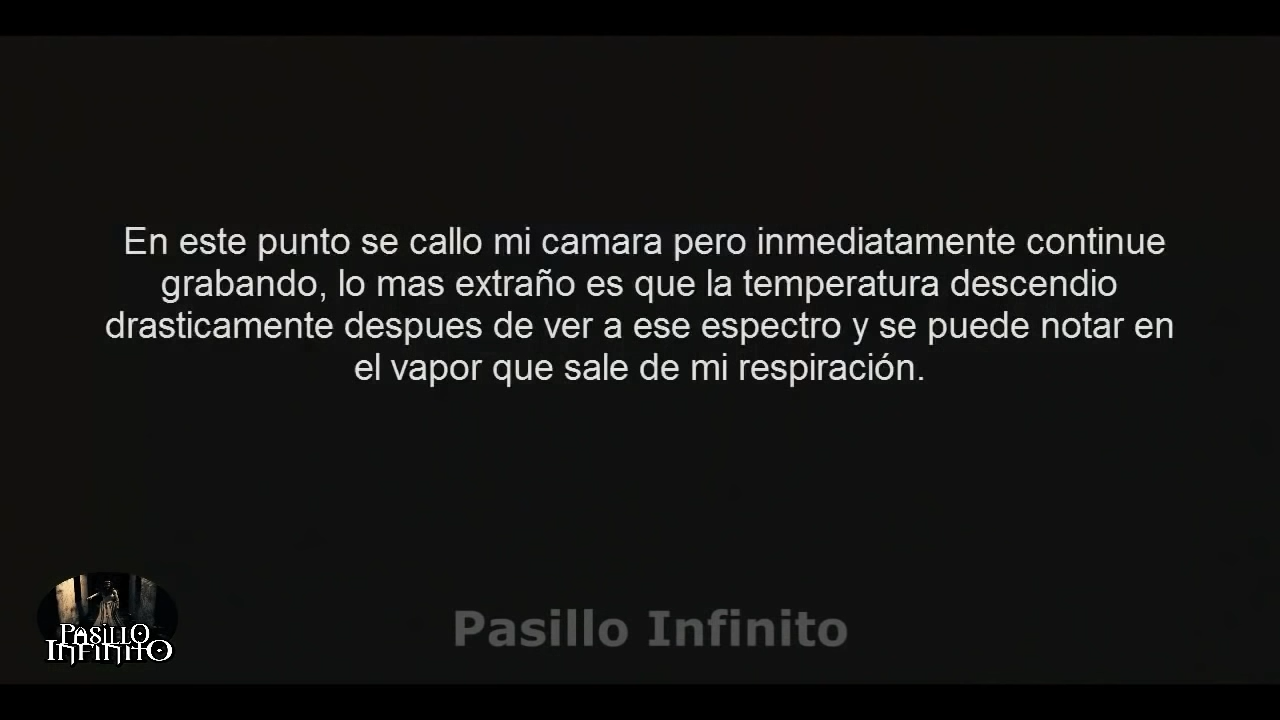 En este punto se callo mi camara pero inmediatamente continue
grabando, lo mas extraño es que la temperatura descendio
drasticamente despues de ver a ese espectro y se puede notar en
el vapor que sale de mi respiración.
Pasillo Infinito
PASILLO
INFINITO